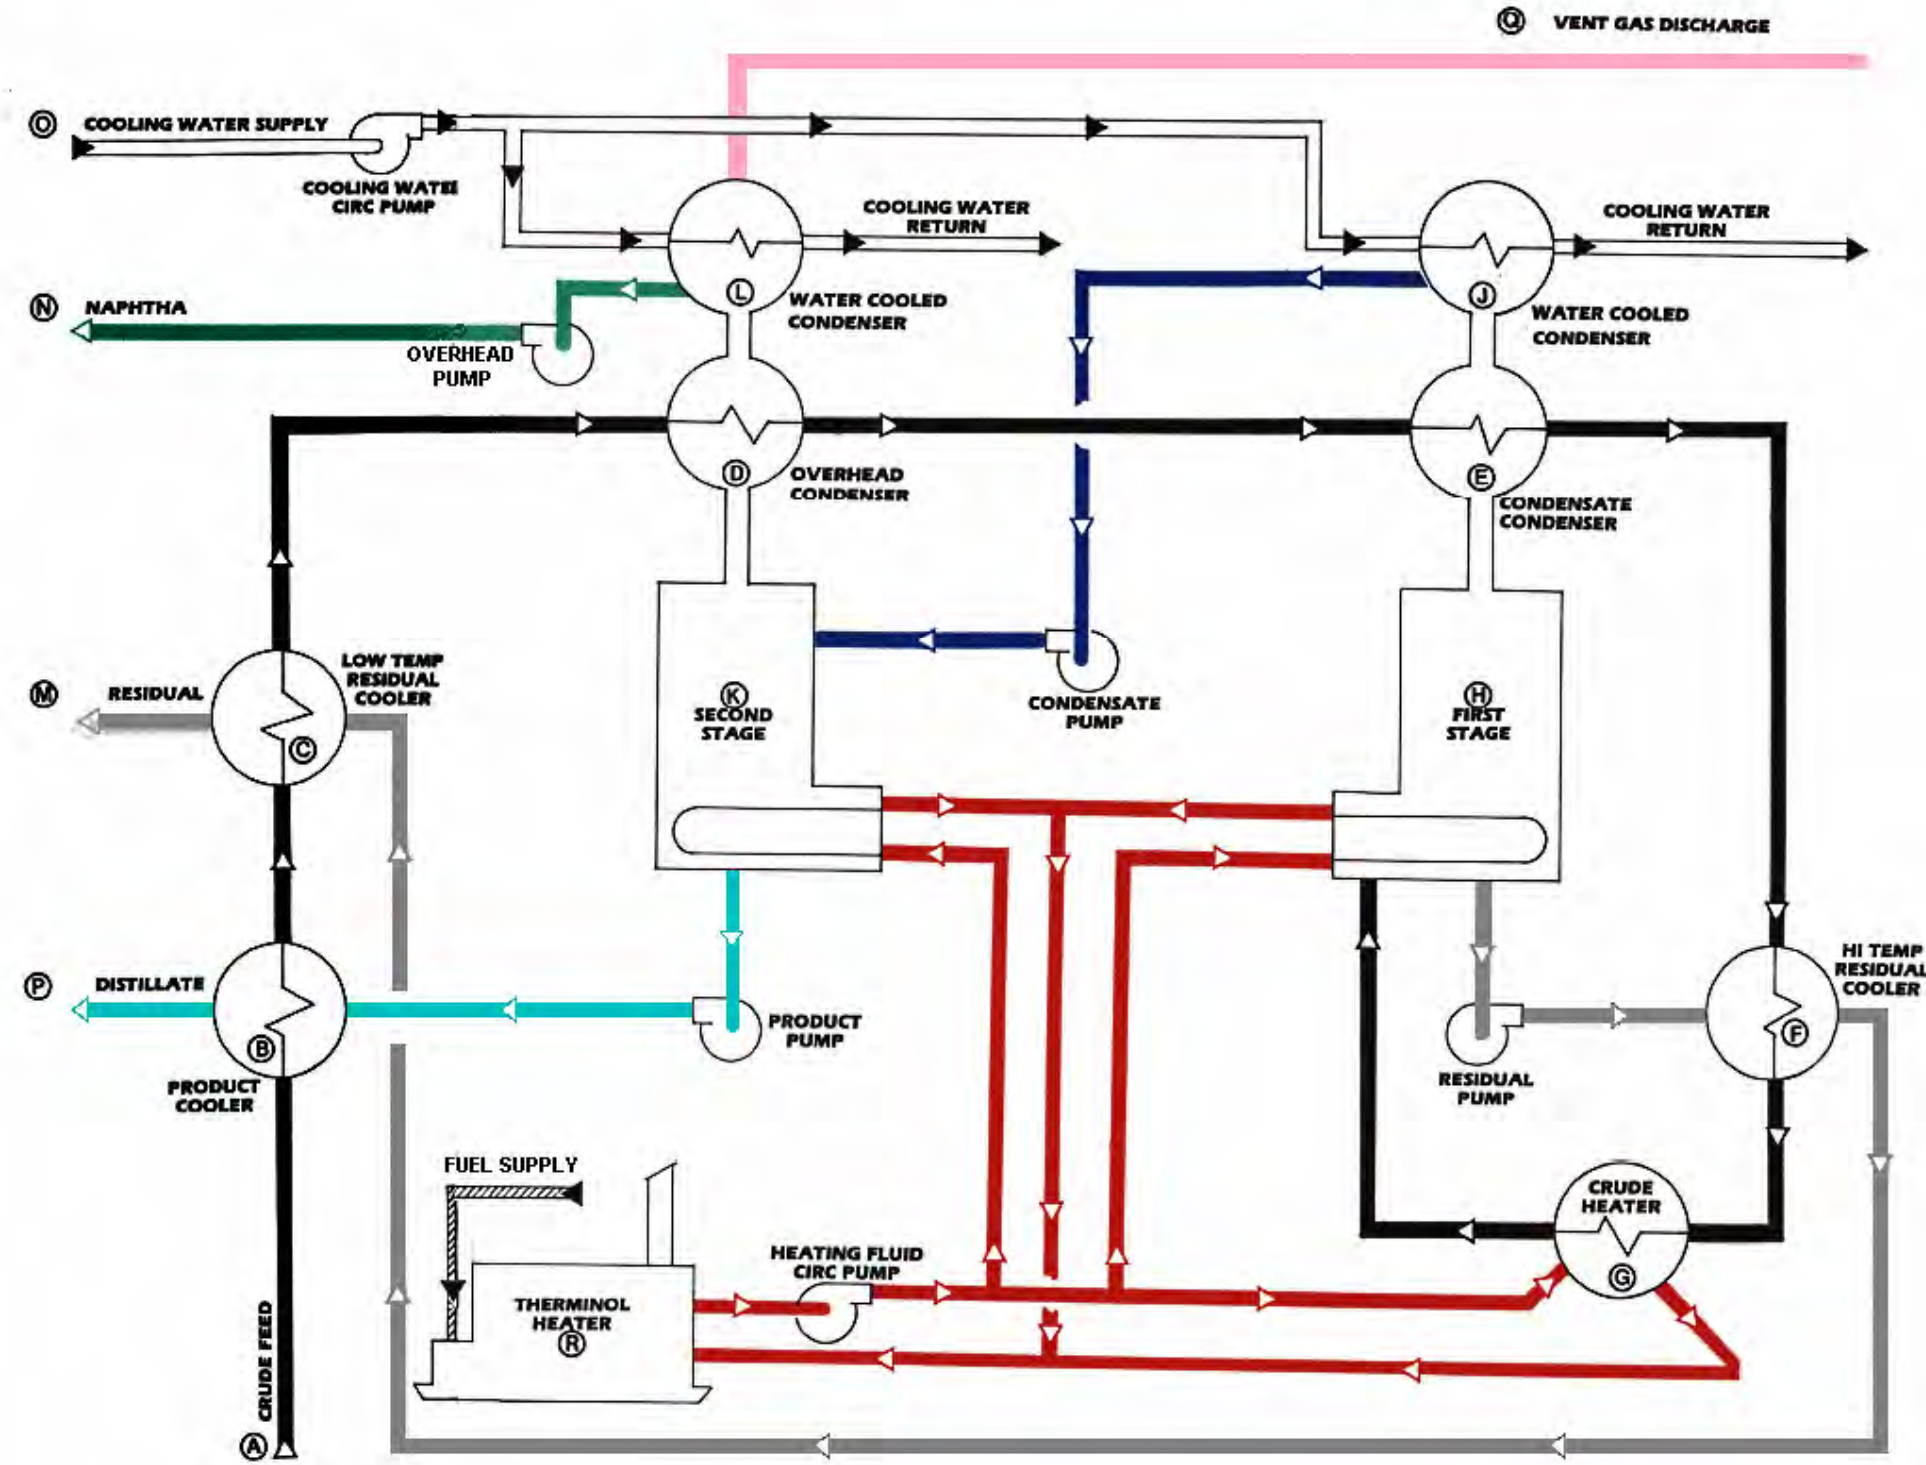 Q VENT GAS DISCHARGE
O COOLING WATER SUPPLY
COOLING WATER
CIRC PUMP
COOLING WATER
RETURN
COOLING WATER
RETURN
L
WATER COOLED
CONDENSER
J
WATER COOLED
CONDENSER
N NAPHTHA
OVERHEAD
PUMP
D
OVERHEAD
CONDENSER
E
CONDENSATE
CONDENSER
LOW TEMP
RESIDUAL
COOLER
M RESIDUAL
C
K
SECOND
STAGE
CONDENSATE
PUMP
H
FIRST
STAGE
P DISTILLATE
B
PRODUCT
COOLER
PRODUCT
PUMP
HI TEMP
RESIDUAL
COOLER
F
RESIDUAL
PUMP
FUEL SUPPLY
CRUDE
HEATER
G
HEATING FLUID
CIRC PUMP
THERMINOL
HEATER
R
CRUDE FEED
A